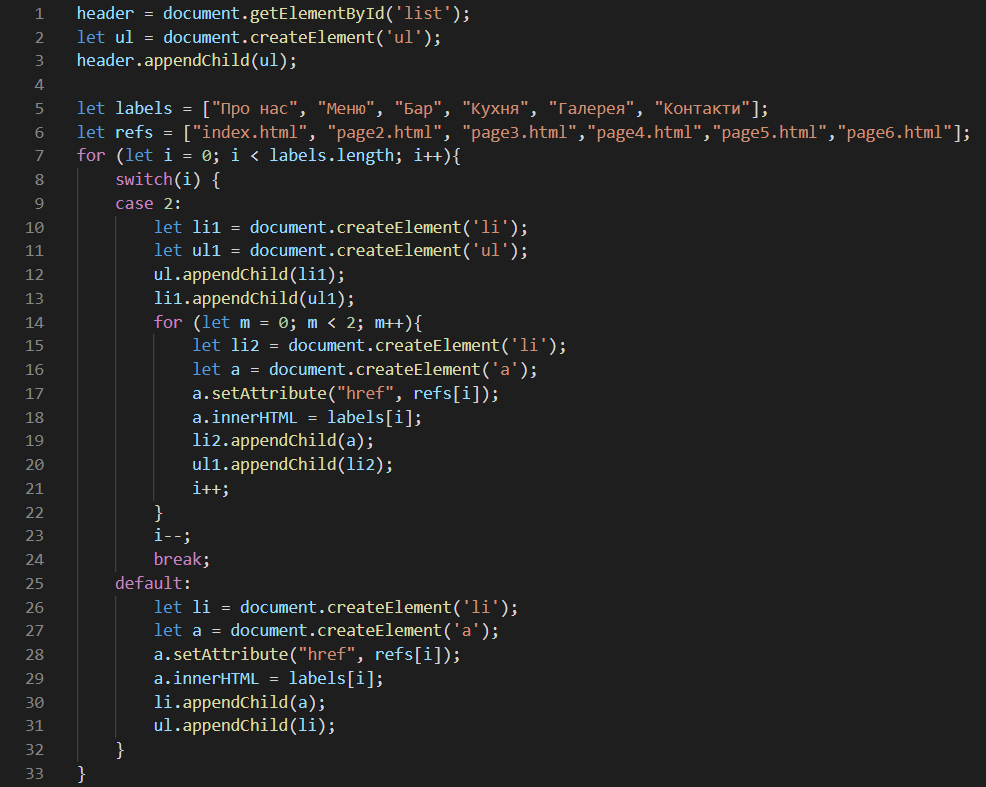 1 header = document.getElementById('list');
2 let ul = document.createElement('ul');
3 header.appendChild(ul);
4
5 let labels = ["Про нас", "Меню", "Бар", "Кухня", "Галерея", "Контакти"];
6 let refs = ["index.html", "page2.html", "page3.html","page4.html","page5.html","page6.html"];
7 for (let i = 0; i < labels.length; i++){
8     switch(i) {
9     case 2:
10         let li1 = document.createElement('li');
11         let ul1 = document.createElement('ul');
12         ul.appendChild(li1);
13         li1.appendChild(ul1);
14         for (let m = 0; m < 2; m++){
15             let li2 = document.createElement('li');
16             let a = document.createElement('a');
17             a.setAttribute("href", refs[i]);
18             a.innerHTML = labels[i];
19             li2.appendChild(a);
20             ul1.appendChild(li2);
21             i++;
22         }
23         i--;
24         break;
25     default:
26         let li = document.createElement('li');
27         let a = document.createElement('a');
28         a.setAttribute("href", refs[i]);
29         a.innerHTML = labels[i];
30         li.appendChild(a);
31         ul.appendChild(li);
32     }
33 }